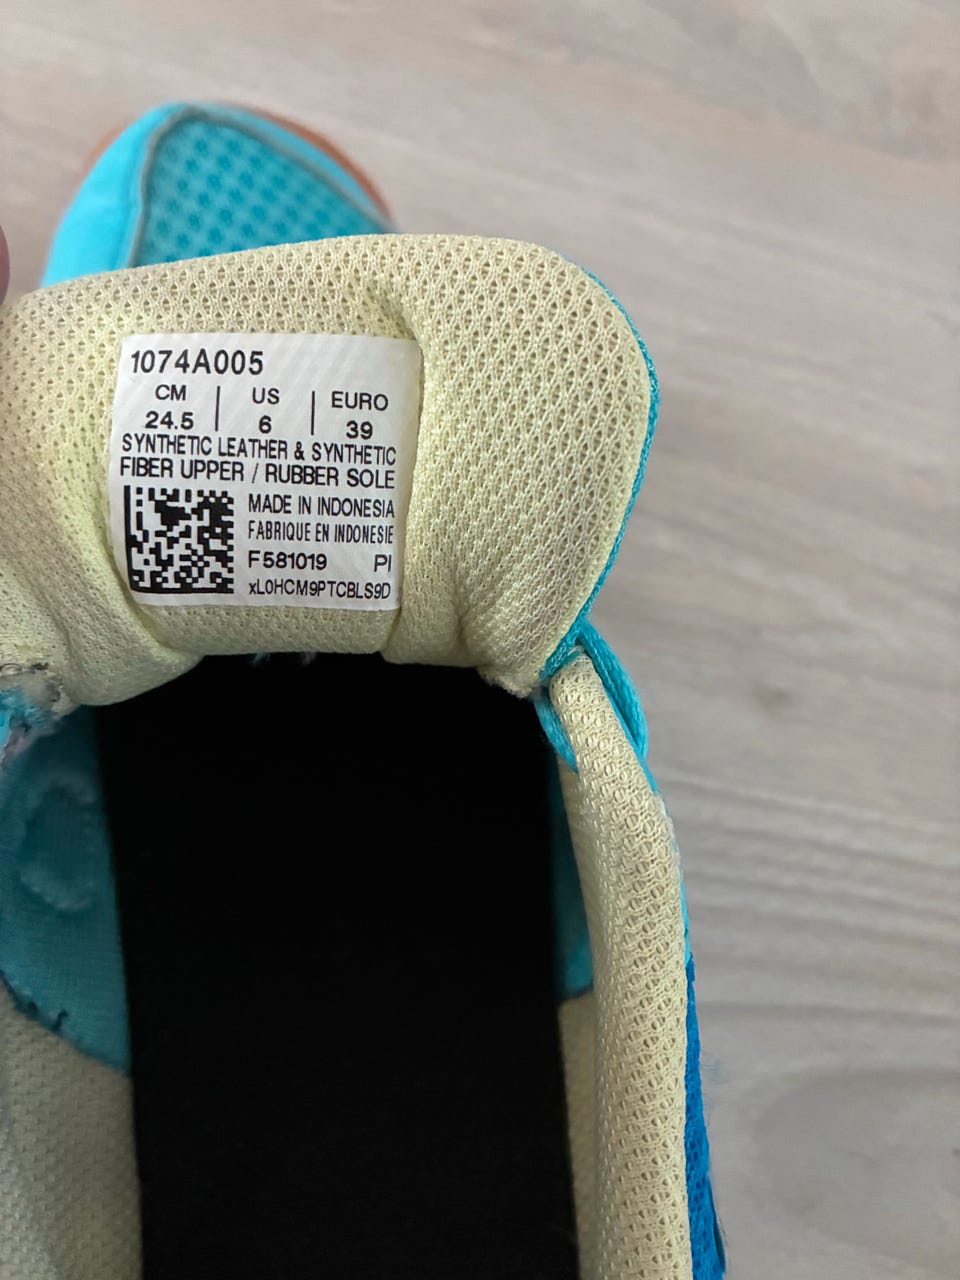 1074A005
CM | US | EURO
24.5 | 6 | 39
SYNTHETIC LEATHER & SYNTHETIC
FIBER UPPER / RUBBER SOLE
MADE IN INDONESIA
FABRIQUE EN INDONESIE
F581019 PI
xL0HCM9PTCBLS9D